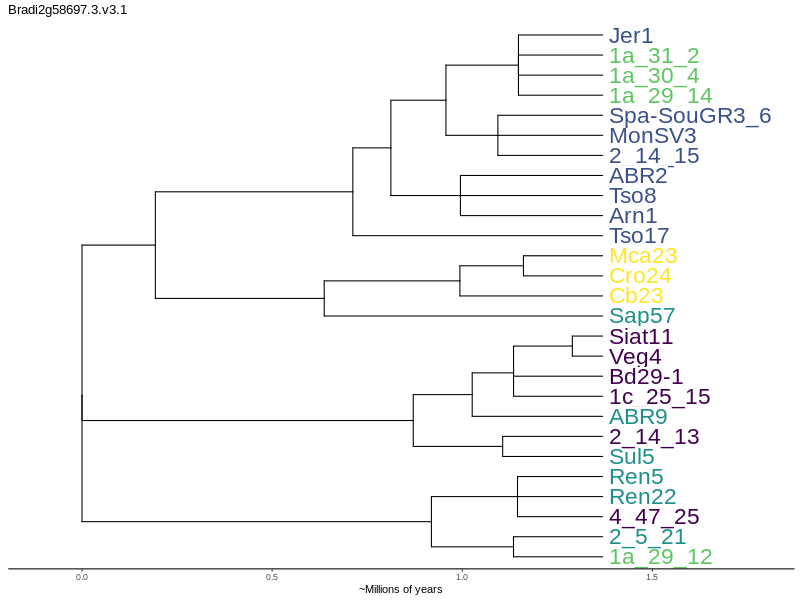 Bradi2g58697.3.v3.1
Jer1
1a_31_2
1a_30_4
1a_29_14
Spa-SouGR3_6
MonSV3
2_14_15
ABR2
Tso8
Arn1
Tso17
Mca23
Cro24
Cb23
Sap57
Siat11
Veg4
Bd29-1
1c_25_15
ABR9
2_14_13
Sul5
Ren5
Ren22
4_47_25
2_5_21
1a_29_12
0.0 0.5 1.0 1.5
~Millions of years